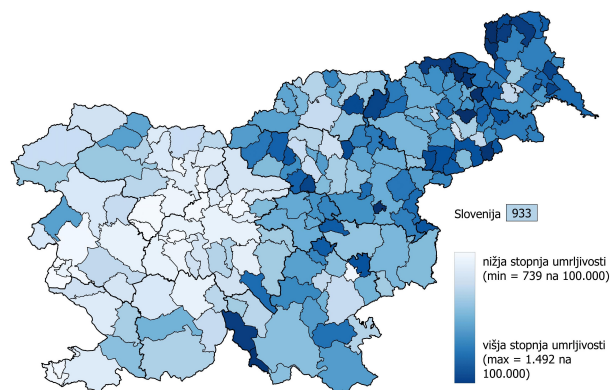 Slovenija 933
nižja stopnja umrljivosti
(min = 739 na 100.000)
višja stopnja umrljivosti
(max = 1.492 na
100.000)